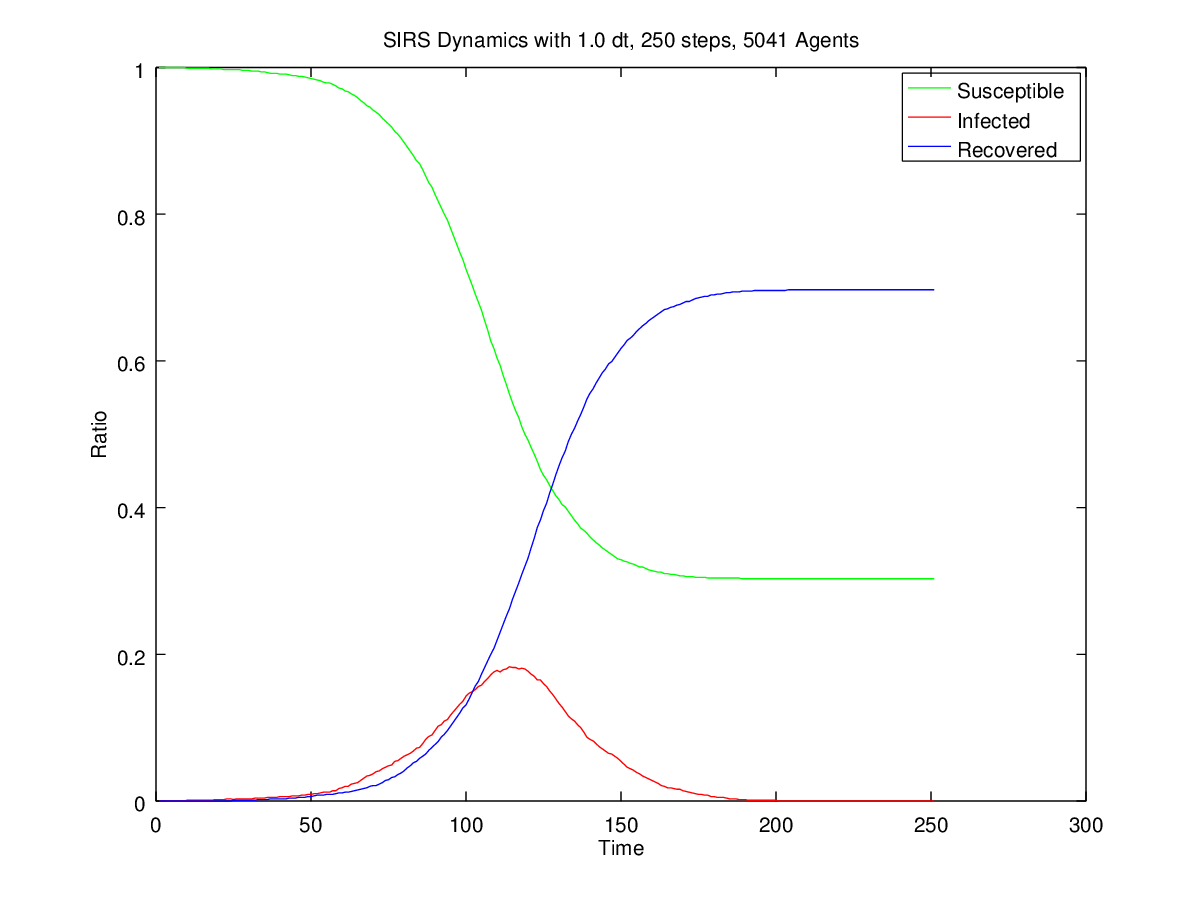 SIRS Dynamics with 1.0 dt, 250 steps, 5041 Agents
1
0.8
0.6
0.4
0.2
0
Ratio
Susceptible
Infected
Recovered
0 50 100 150 200 250 300
Time